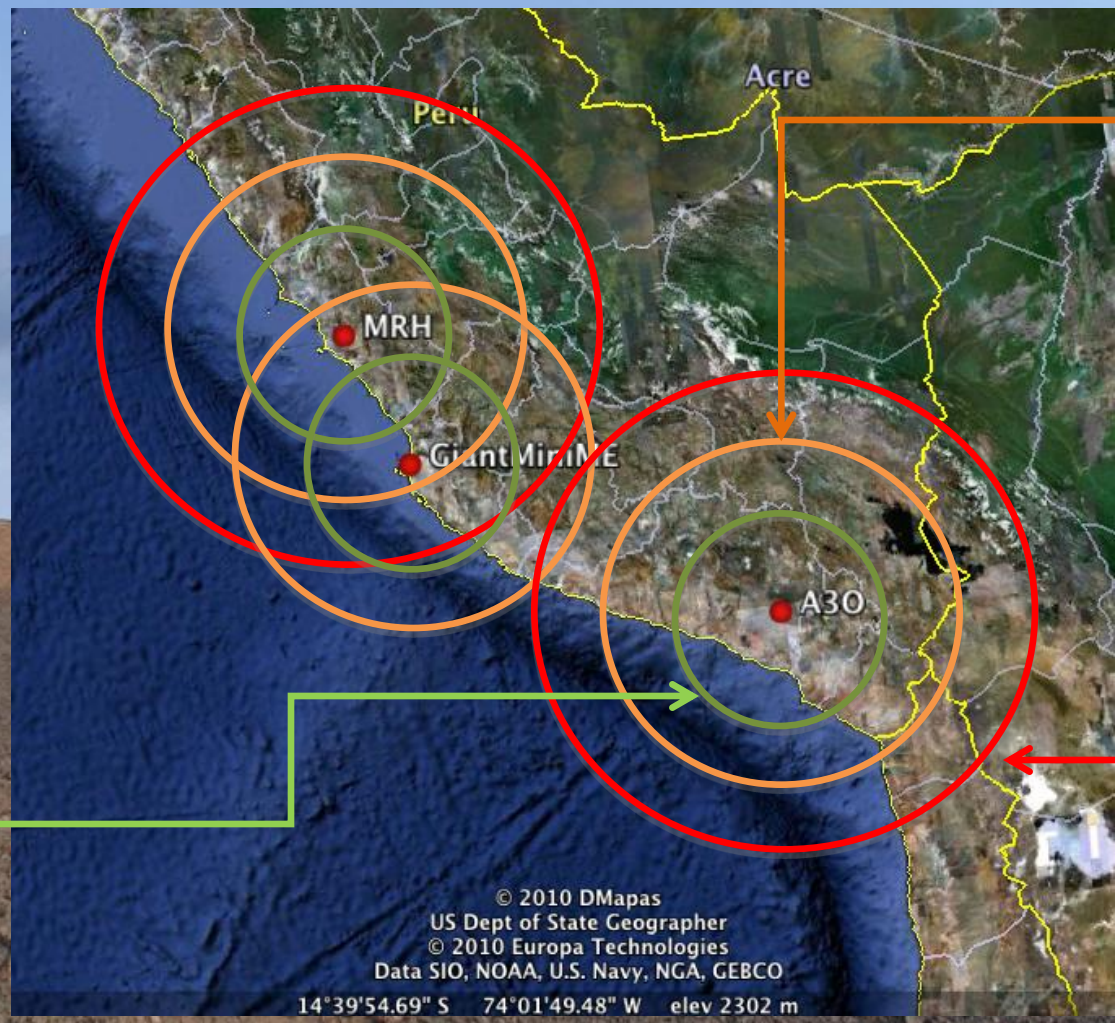 Acre
Peru
MRH
GiantMiniME
A3O
© 2010 DMapas
US Dept of State Geographer
© 2010 Europa Technologies
Data SIO, NOAA, U.S. Navy, NGA, GEBCO
14°39'54.69" S 74°01'49.48" W elev 2302 m